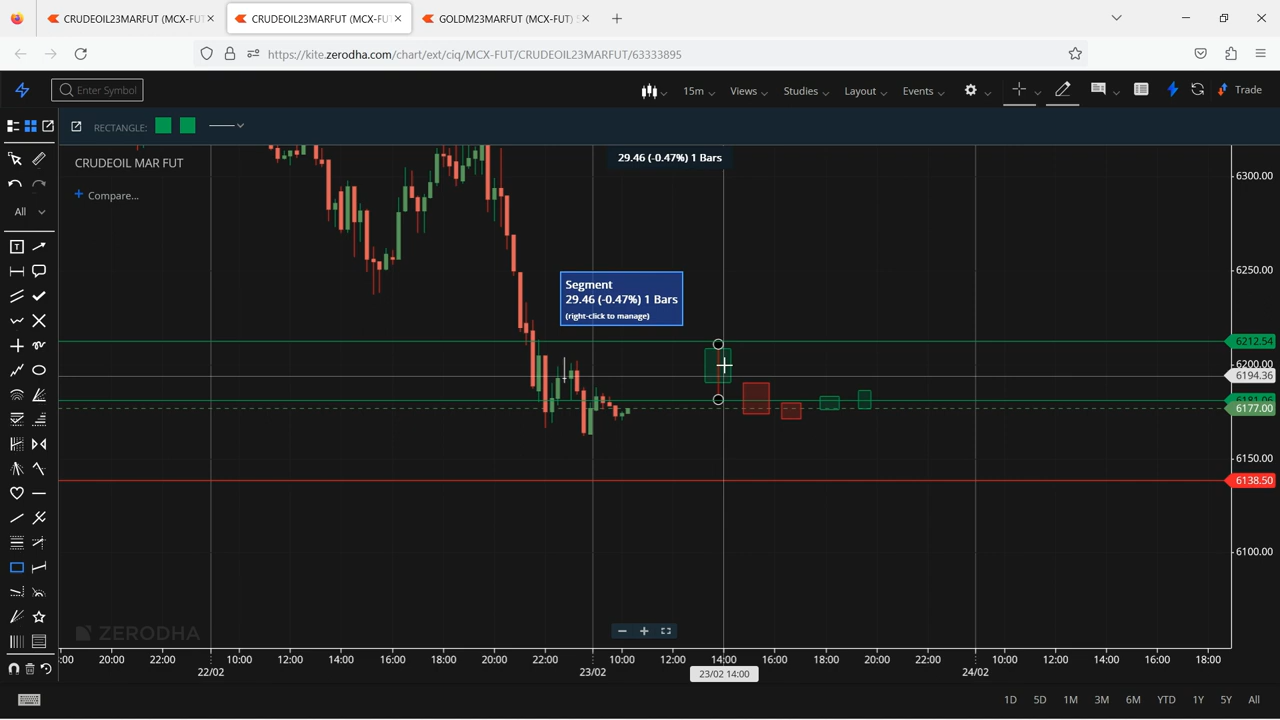 CRUDEOIL23MARFUT (MCX-FUT
CRUDEOIL23MARFUT (MCX-FU
GOLDM23MARFUT (MCX-FUT)
https://kite.zerodha.com/chart/ext/ciq/MCX-FUT/CRUDEOIL23MARFUT/63333895
Enter Symbol
15m
Views
Studies
Layout
Events
Trade
RECTANGLE:
CRUDEOIL MAR FUT
Compare...
All
T
29.46 (-0.47%) 1 Bars
Segment
29.46 (-0.47%) 1 Bars
(right-click to manage)
6300.00
6250.00
6212.54
6200.00
6194.36
6181.06
6177.00
6150.00
6138.50
6100.00
ZERODHA
:00 20:00 22:00 10:00 12:00 14:00 16:00 18:00 20:00 22:00 10:00 12:00 14:00 16:00 18:00 20:00 22:00 10:00 12:00 14:00 16:00 18:00
22/02 23/02 23/02 14:00 24/02
1D 5D 1M 3M 6M YTD 1Y 5Y All